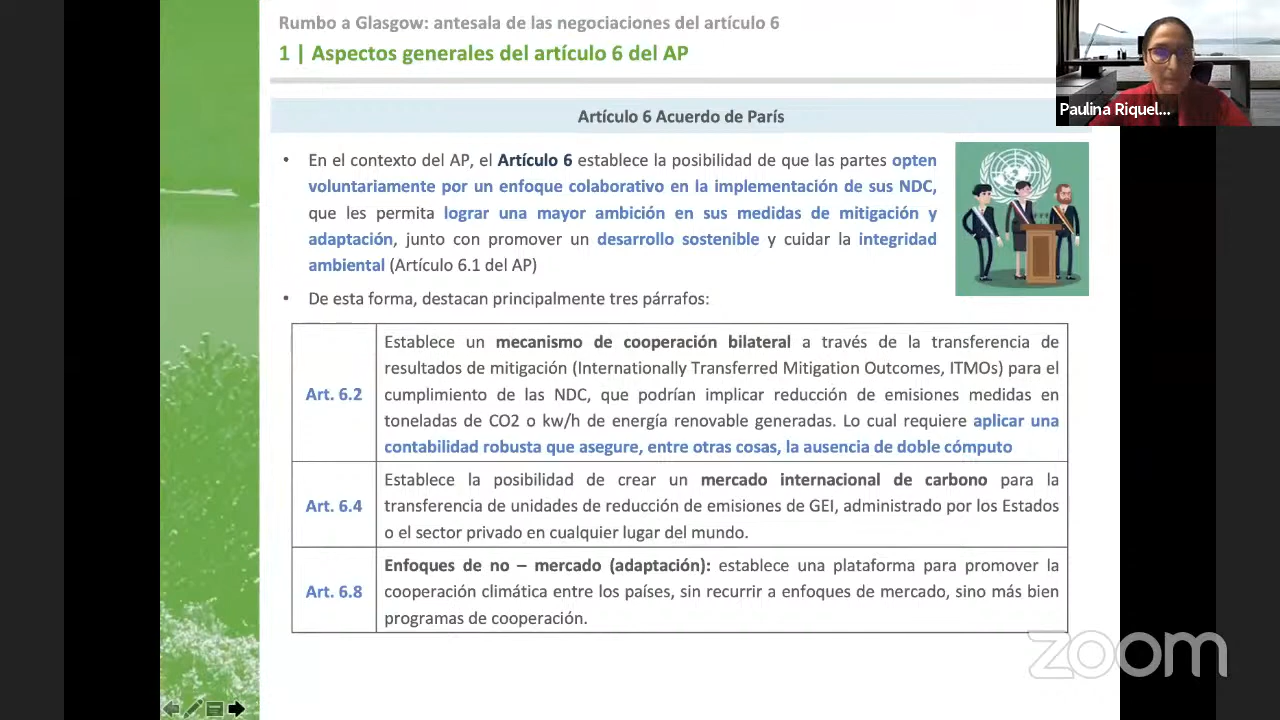 Rumbo a Glasgow: antesala de las negociaciones del artículo 6
1 | Aspectos generales del artículo 6 del AP
Paulina Riquel...
Artículo 6 Acuerdo de París
• En el contexto del AP, el Artículo 6 establece la posibilidad de que las partes opten
voluntariamente por un enfoque colaborativo en la implementación de sus NDC,
que les permita lograr una mayor ambición en sus medidas de mitigación y
adaptación, junto con promover un desarrollo sostenible y cuidar la integridad
ambiental (Artículo 6.1 del AP)
• De esta forma, destacan principalmente tres párrafos:
Art. 6.2
Establece un mecanismo de cooperación bilateral a través de la transferencia de
resultados de mitigación (Internationally Transferred Mitigation Outcomes, ITMOs) para el
cumplimiento de las NDC, que podrían implicar reducción de emisiones medidas en
toneladas de CO2 o kw/h de energía renovable generadas. Lo cual requiere aplicar una
contabilidad robusta que asegure, entre otras cosas, la ausencia de doble cómputo
Art. 6.4
Establece la posibilidad de crear un mercado internacional de carbono para la
transferencia de unidades de reducción de emisiones de GEI, administrado por los Estados
o el sector privado en cualquier lugar del mundo.
Art. 6.8
Enfoques de no – mercado (adaptación): establece una plataforma para promover la
cooperación climática entre los países, sin recurrir a enfoques de mercado, sino más bien
programas de cooperación.
zoom